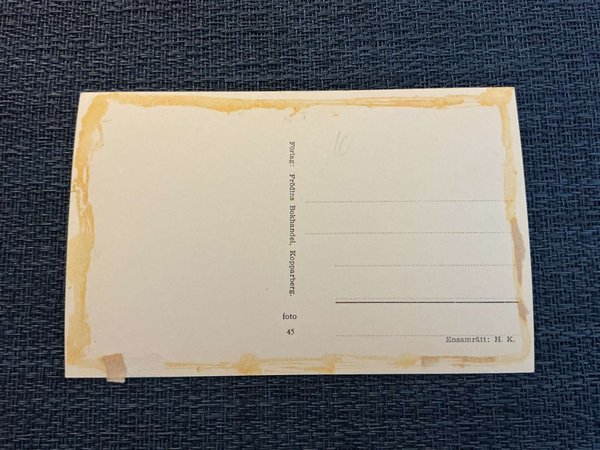 10
Förlag: Frödins Bokhandel, Kopparberg.
foto
45
Ensamrätt: H. K.